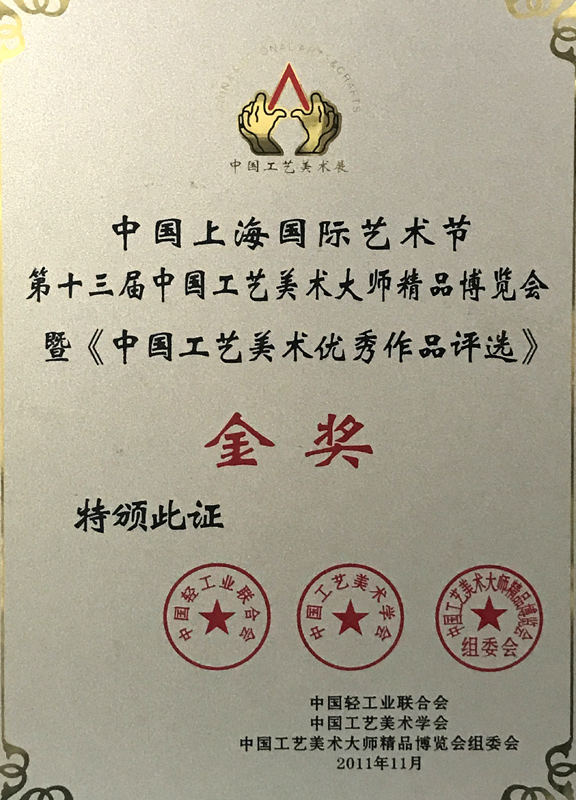 中国工艺美术展
中国上海国际艺术节
第十三届中国工艺美术大师精品博览会
暨《中国工艺美术优秀作品评选》
金奖
特颁此证
中国轻工业联合会
中国工艺美术学会
中国工艺美术大师精品博览会
组委会
中国轻工业联合会
中国工艺美术学会
中国工艺美术大师精品博览会组委会
2011年11月